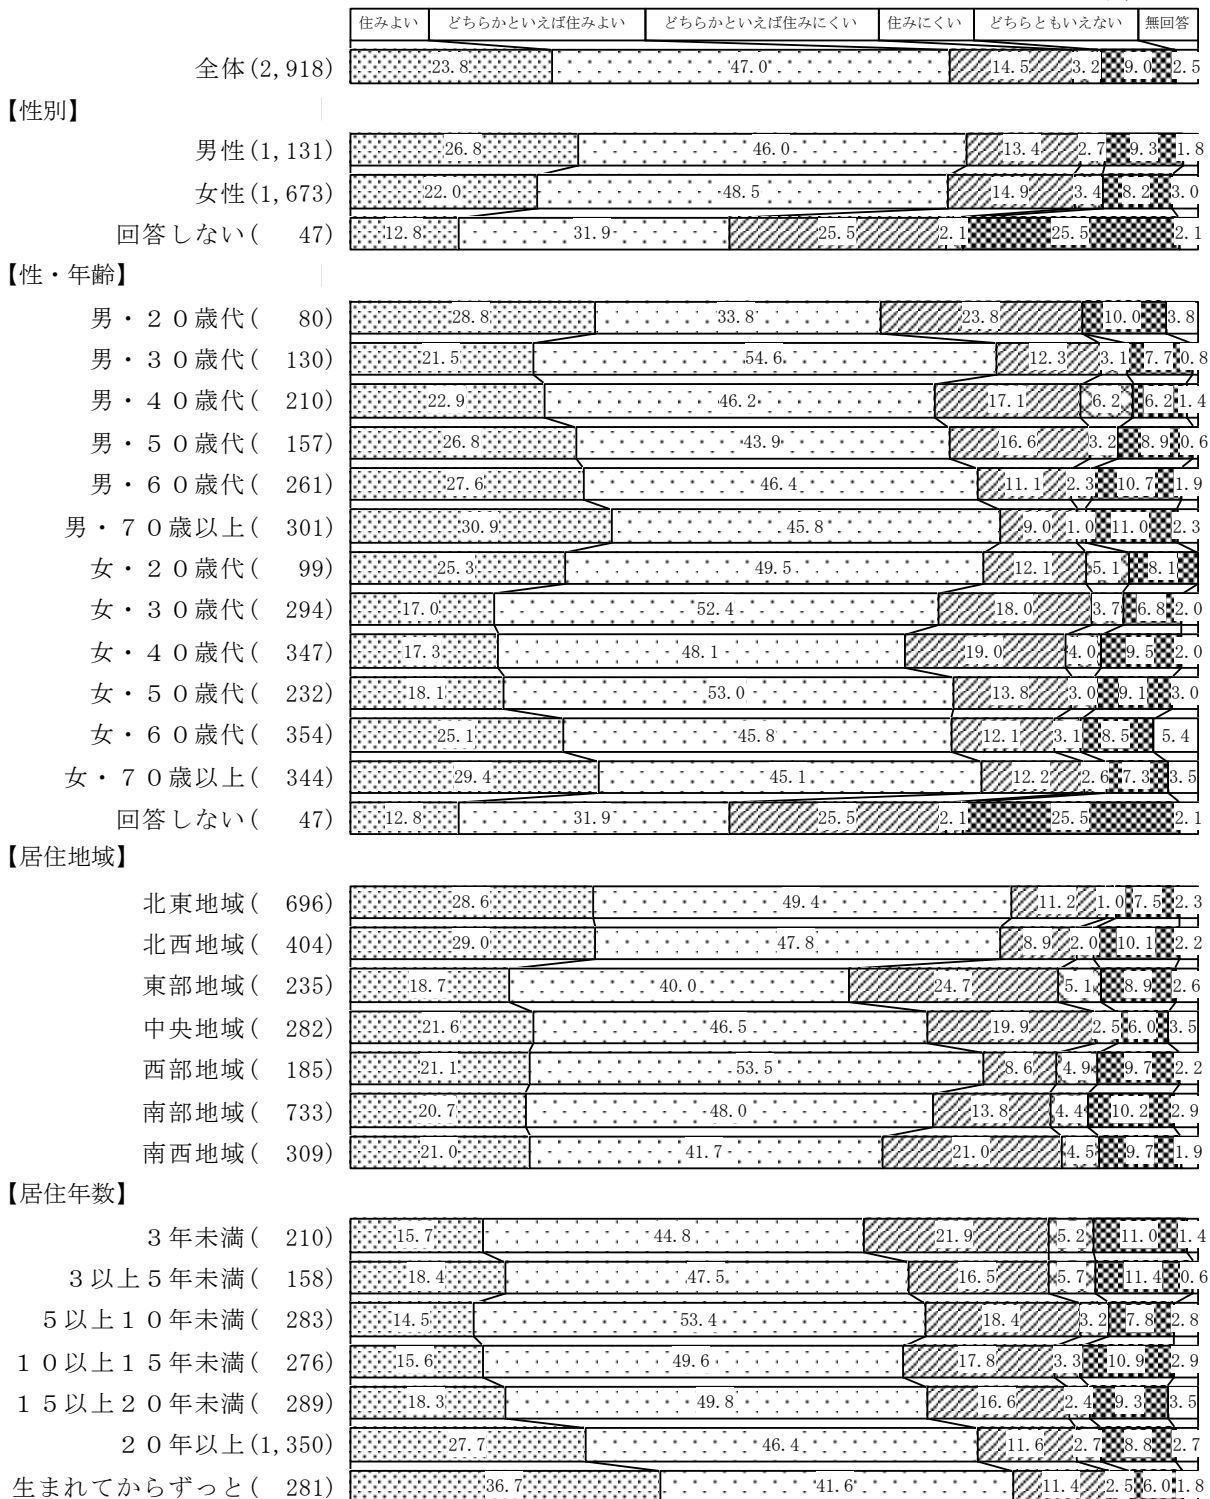 住みよい どちらかといえば住みよい どちらかといえば住みにくい 住みにくい どちらともいえない 無回答
全体(2,918) 23.8 47.0 14.5 3.2 9.0 2.5
【性別】
男性(1,131) 26.8 46.0 13.4 2.7 9.3 1.8
女性(1,673) 22.0 48.5 14.9 3.4 8.2 3.0
回答しない( 47) 12.8 31.9 25.5 2.1 25.5 2.1
【性・年齢】
男・２０歳代( 80) 28.8 33.8 23.8 10.0 3.8
男・３０歳代( 130) 21.5 54.6 12.3 3.1 7.7 0.8
男・４０歳代( 210) 22.9 46.2 17.1 6.2 6.2 1.4
男・５０歳代( 157) 26.8 43.9 16.6 3.2 8.9 0.6
男・６０歳代( 261) 27.6 46.4 11.1 2.3 10.7 1.9
男・７０歳以上( 301) 30.9 45.8 9.0 1.0 11.0 2.3
女・２０歳代( 99) 25.3 49.5 12.1 5.1 8.1
女・３０歳代( 294) 17.0 52.4 18.0 3.7 6.8 2.0
女・４０歳代( 347) 17.3 48.1 19.0 4.0 9.5 2.0
女・５０歳代( 232) 18.1 53.0 13.8 3.0 9.1 3.0
女・６０歳代( 354) 25.1 45.8 12.1 3.1 8.5 5.4
女・７０歳以上( 344) 29.4 45.1 12.2 2.6 7.3 3.5
回答しない( 47) 12.8 31.9 25.5 2.1 25.5 2.1
【居住地域】
北東地域( 696) 28.6 49.4 11.2 1.0 7.5 2.3
北西地域( 404) 29.0 47.8 8.9 2.0 10.1 2.2
東部地域( 235) 18.7 40.0 24.7 5.1 8.9 2.6
中央地域( 282) 21.6 46.5 19.9 2.5 6.0 3.5
西部地域( 185) 21.1 53.5 8.6 4.9 9.7 2.2
南部地域( 733) 20.7 48.0 13.8 4.4 10.2 2.9
南西地域( 309) 21.0 41.7 21.0 4.5 9.7 1.9
【居住年数】
３年未満( 210) 15.7 44.8 21.9 5.2 11.0 1.4
３以上５年未満( 158) 18.4 47.5 16.5 5.7 11.4 0.6
５以上１０年未満( 283) 14.5 53.4 18.4 3.2 7.8 2.8
１０以上１５年未満( 276) 15.6 49.6 17.8 3.3 10.9 2.9
１５以上２０年未満( 289) 18.3 49.8 16.6 2.4 9.3 3.5
２０年以上(1,350) 27.7 46.4 11.6 2.7 8.8 2.7
生まれてからずっと( 281) 36.7 41.6 11.4 2.5 6.0 1.8